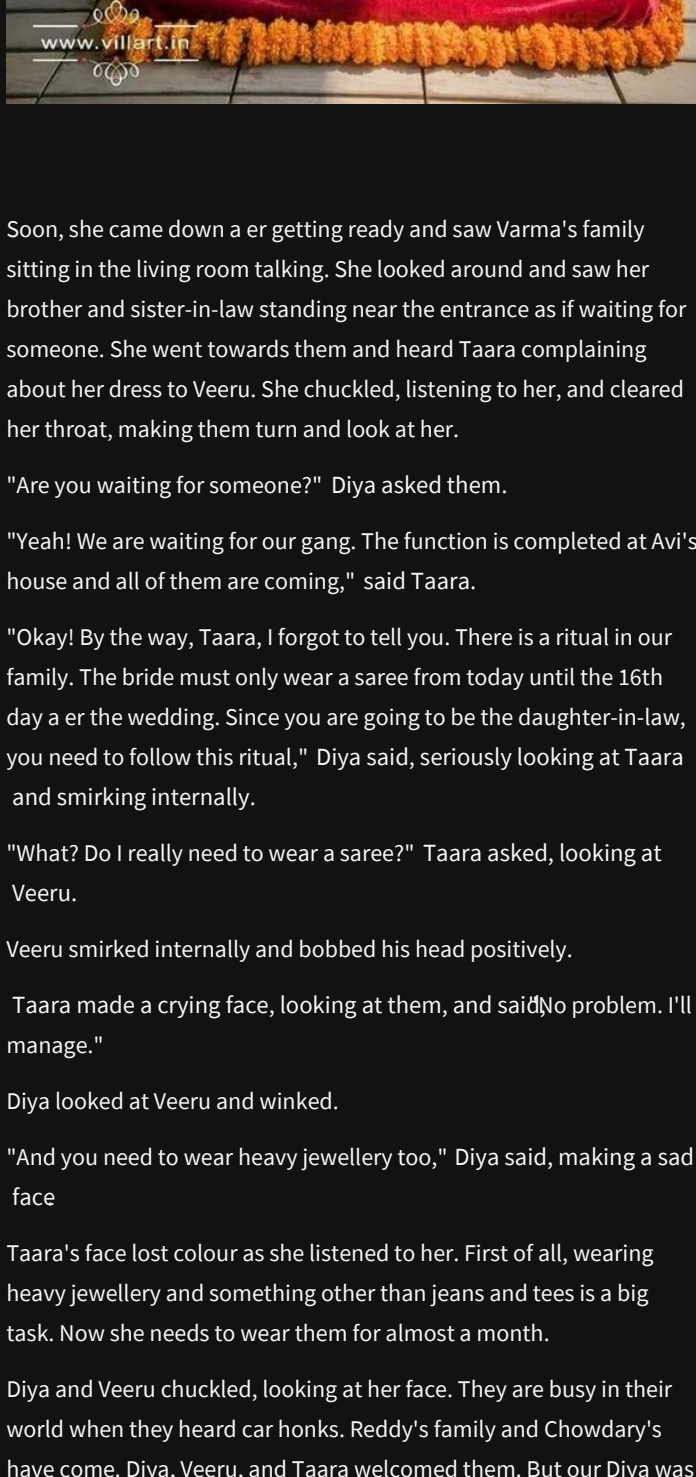 www.villart.in
Soon, she came down a er getting ready and saw Varma's family
sitting in the living room talking. She looked around and saw her
brother and sister-in-law standing near the entrance as if waiting for
someone. She went towards them and heard Taara complaining
about her dress to Veeru. She chuckled, listening to her, and cleared
her throat, making them turn and look at her.
"Are you waiting for someone?" Diya asked them.
"Yeah! We are waiting for our gang. The function is completed at Avi's
house and all of them are coming," said Taara.
"Okay! By the way, Taara, I forgot to tell you. There is a ritual in our
family. The bride must only wear a saree from today until the 16th
day a er the wedding. Since you are going to be the daughter-in-law,
you need to follow this ritual," Diya said, seriously looking at Taara
and smirking internally.
"What? Do I really need to wear a saree?" Taara asked, looking at
Veeru.
Veeru smirked internally and bobbed his head positively.
Taara made a crying face, looking at them, and said, "No problem. I'll
manage."
Diya looked at Veeru and winked.
"And you need to wear heavy jewellery too," Diya said, making a sad
face.
Taara's face lost colour as she listened to her. First of all, wearing
heavy jewellery and something other than jeans and tees is a big
task. Now she needs to wear them for almost a month.
Diya and Veeru chuckled, looking at her face. They are busy in their
world when they heard car honks. Reddy's family and Chowdary's
have come. Diya, Veeru, and Taara welcomed them. But our Diya was